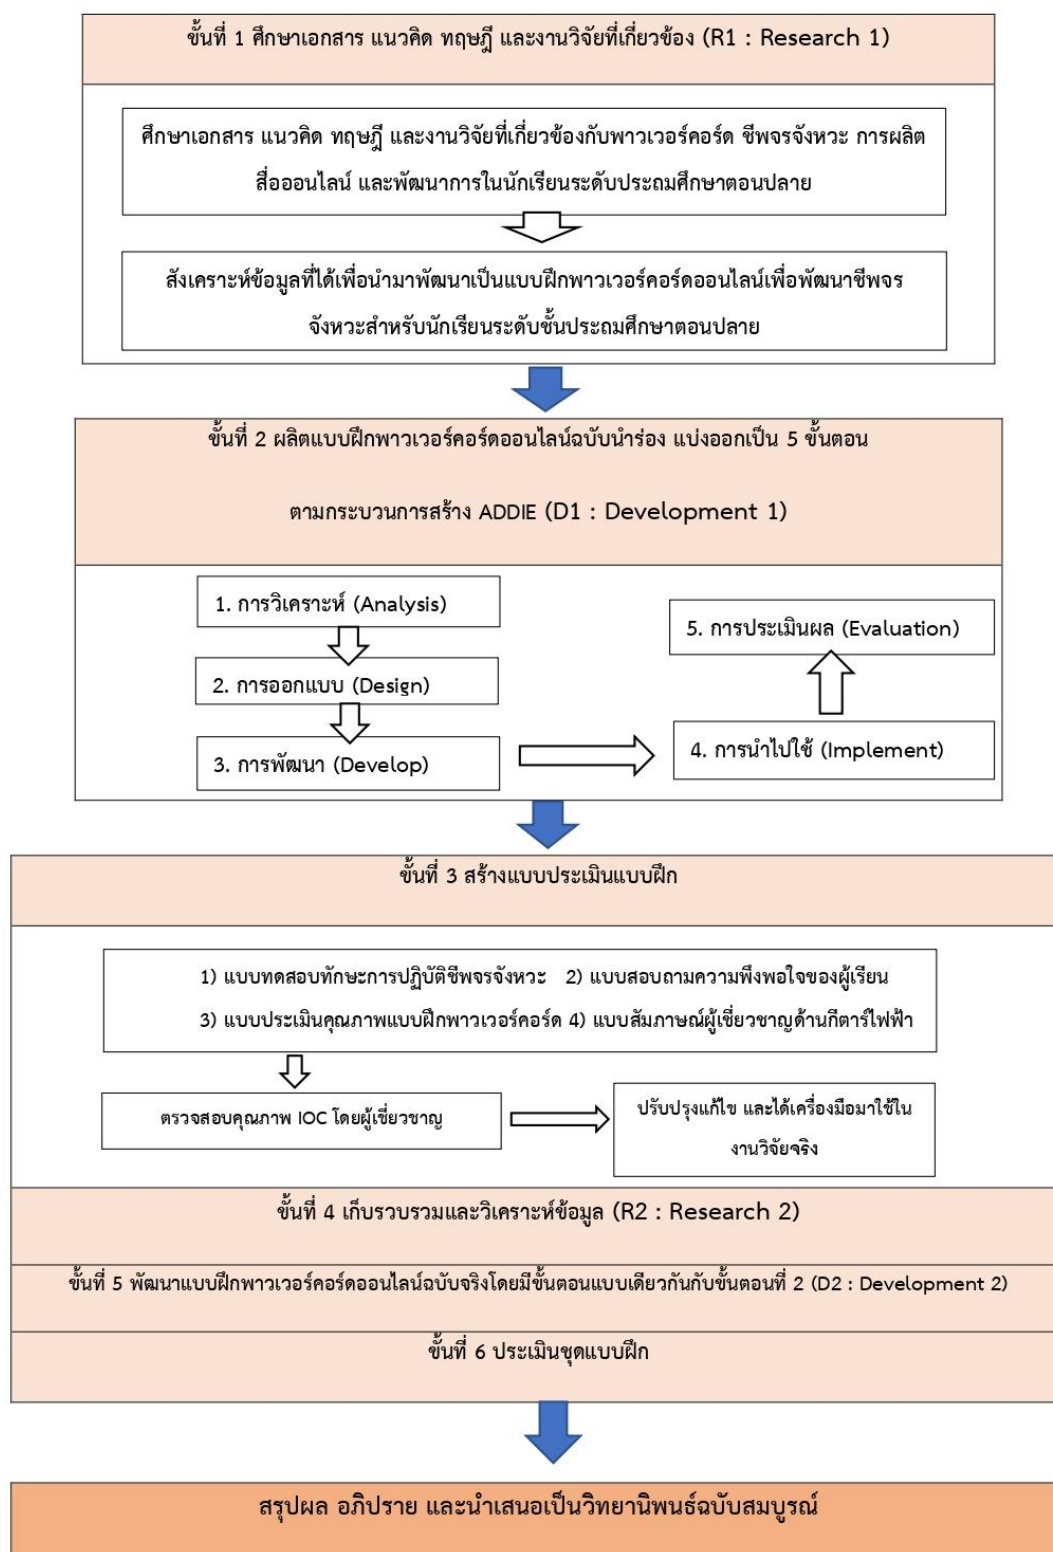 ขั้นที่ 1 ศึกษาเอกสาร แนวคิด ทฤษฎี และงานวิจัยที่เกี่ยวข้อง (R1 : Research 1)
ศึกษาเอกสาร แนวคิด ทฤษฎี และงานวิจัยที่เกี่ยวข้องกับพาวเวอร์คอร์ด ชีพจรจังหวะ การผลิต
สื่อออนไลน์ และพัฒนาการในนักเรียนระดับประถมศึกษาตอนปลาย
สังเคราะห์ข้อมูลที่ได้เพื่อนำมาพัฒนาเป็นแบบฝึกพาวเวอร์คอร์ดออนไลน์เพื่อพัฒนาชีพจร
จังหวะสำหรับนักเรียนระดับชั้นประถมศึกษาตอนปลาย
ขั้นที่ 2 ผลิตแบบฝึกพาวเวอร์คอร์ดออนไลน์ฉบับนำร่อง แบ่งออกเป็น 5 ขั้นตอน
ตามกระบวนการสร้าง ADDIE (D1 : Development 1)
1. การวิเคราะห์ (Analysis)
2. การออกแบบ (Design)
3. การพัฒนา (Develop)
4. การนำไปใช้ (Implement)
5. การประเมินผล (Evaluation)
ขั้นที่ 3 สร้างแบบประเมินแบบฝึก
1) แบบทดสอบทักษะการปฏิบัติชีพจรจังหวะ 2) แบบสอบถามความพึงพอใจของผู้เรียน
3) แบบประเมินคุณภาพแบบฝึกพาวเวอร์คอร์ด 4) แบบสัมภาษณ์ผู้เชี่ยวชาญด้านกีตาร์ไฟฟ้า
ตรวจสอบคุณภาพ IOC โดยผู้เชี่ยวชาญ
ปรับปรุงแก้ไข และได้เครื่องมือมาใช้ใน
งานวิจัยจริง
ขั้นที่ 4 เก็บรวบรวมและวิเคราะห์ข้อมูล (R2 : Research 2)
ขั้นที่ 5 พัฒนาแบบฝึกพาวเวอร์คอร์ดออนไลน์ฉบับจริงโดยมีขั้นตอนแบบเดียวกันกับขั้นตอนที่ 2 (D2 : Development 2)
ขั้นที่ 6 ประเมินชุดแบบฝึก
สรุปผล อภิปราย และนำเสนอเป็นวิทยานิพนธ์ฉบับสมบูรณ์